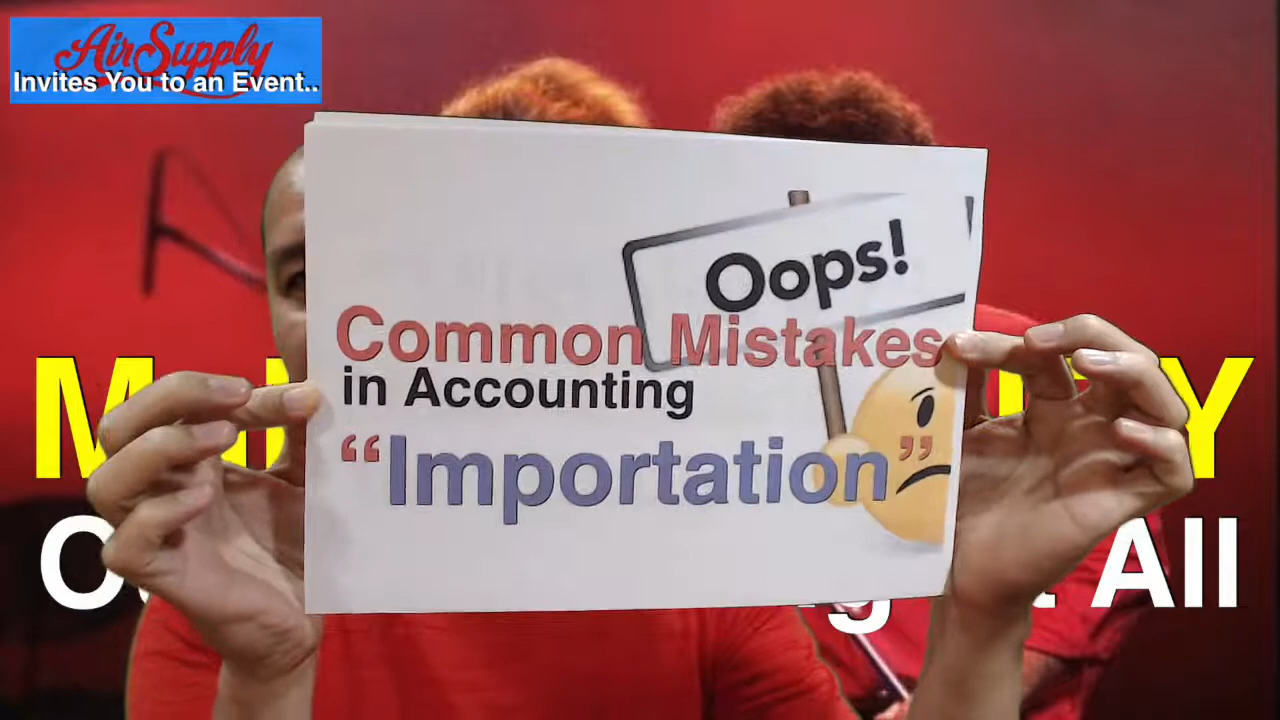 AirSupply
Invites You to an Event..
Oops!
Common Mistakes
in Accounting
“Importation”
All